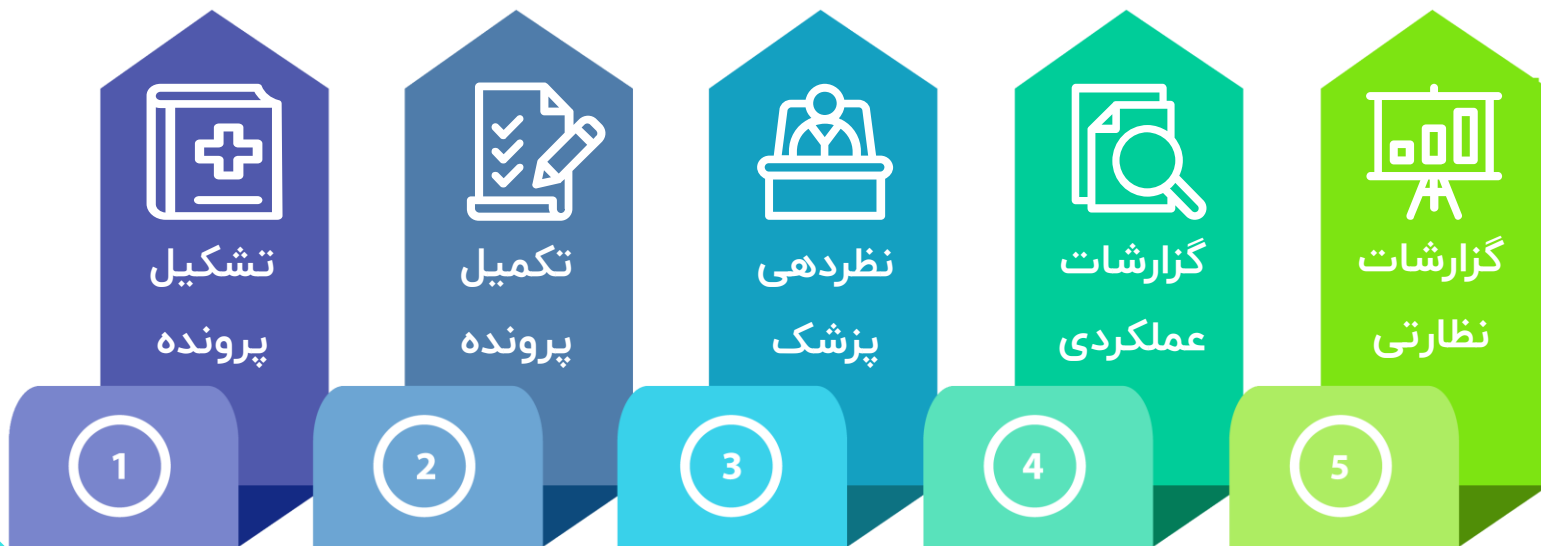 تشکیل
پرونده
1
تکمیل
پرونده
2
نظردهی
پزشک
3
گزارشات
عملکردی
4
گزارشات
نظارتی
5